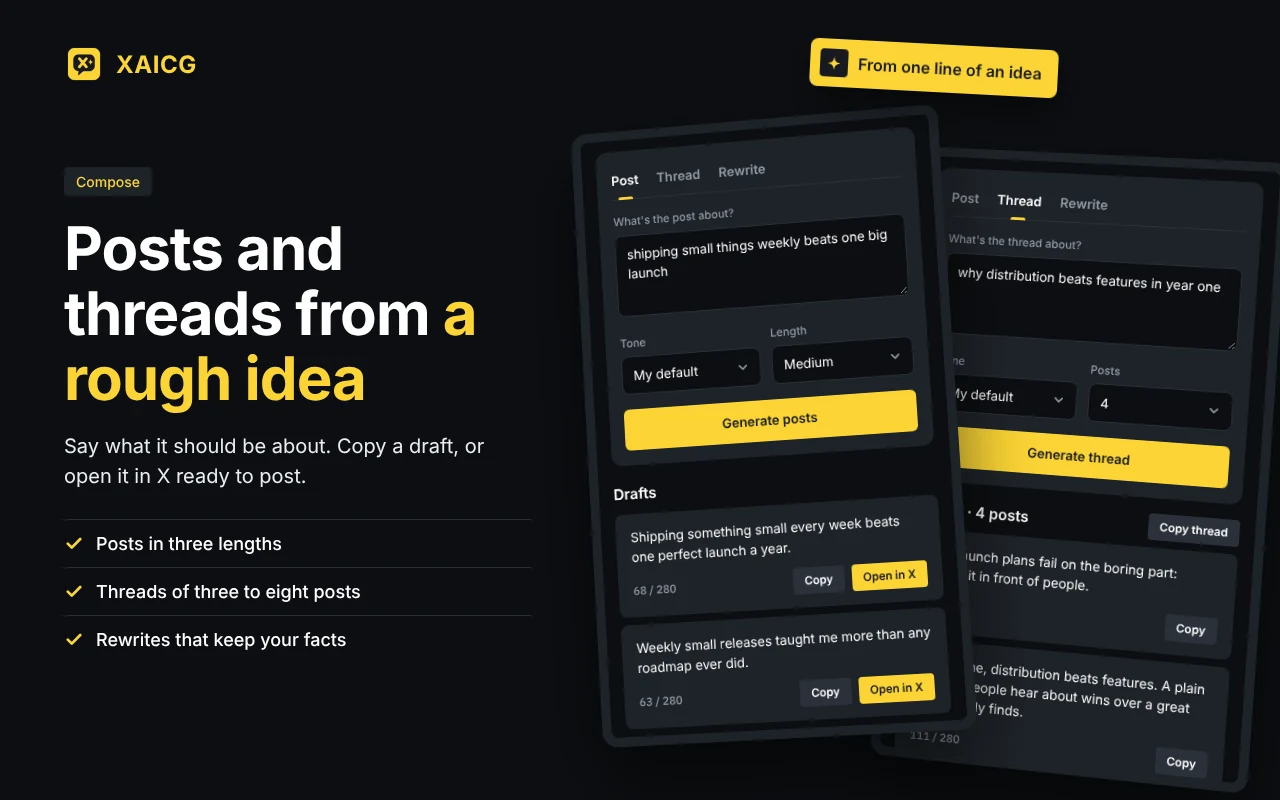 XAICG
From one line of an idea
Compose
Posts and
threads from a
rough idea
Say what it should be about. Copy a draft, or
open it in X ready to post.
Posts in three lengths
Threads of three to eight posts
Rewrites that keep your facts
Post Thread Rewrite
What's the post about?
shipping small things weekly beats one big
launch
Tone Length
My default Medium
Generate posts
Drafts
Shipping something small every week beats
one perfect launch a year.
68 / 280 Copy Open in X
Weekly small releases taught me more than any
roadmap ever did.
63 / 280 Copy Open in X
Post Thread Rewrite
What's the thread about?
why distribution beats features in year one
Posts
My default 4
Generate thread
· 4 posts Copy thread
plans fail on the boring part:
it in front of people.
Copy
distribution beats features. A plain
hear about wins over a great
finds.
111 / 280
Copy